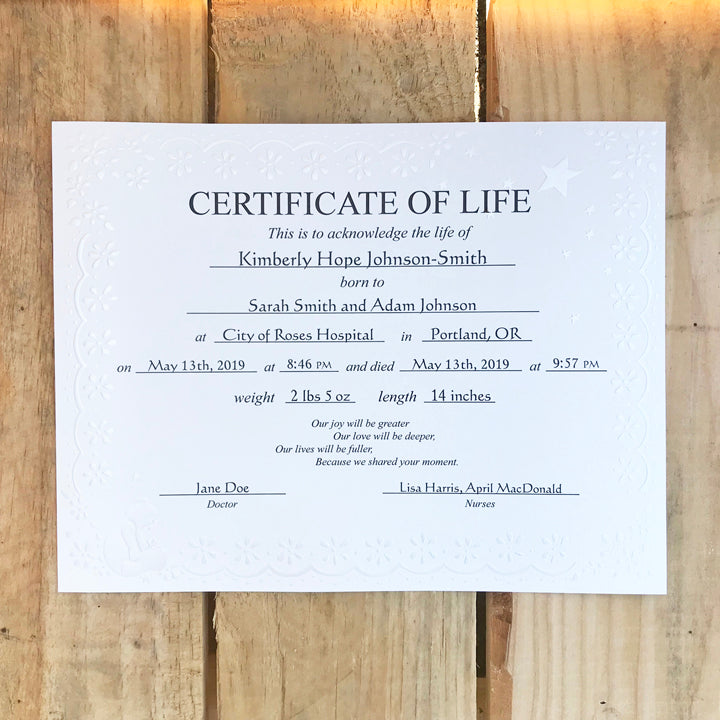 CERTIFICATE OF LIFE
This is to acknowledge the life of
Kimberly Hope Johnson-Smith
born to
Sarah Smith and Adam Johnson
at City of Roses Hospital in Portland, OR
on May 13th, 2019 at 8:46 PM and died May 13th, 2019 at 9:57 PM
weight 2 lbs 5 oz length 14 inches
Our joy will be greater
Our love will be deeper,
Our lives will be fuller,
Because we shared your moment.
Jane Doe Lisa Harris, April MacDonald
Doctor Nurses